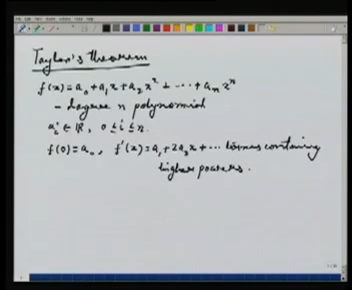 Taylor's theorem
f(x) = a₀ + a₁x + a₂x² + ... + aₙxⁿ
- degree n polynomial
aᵢ ∈ ℝ, 0 ≤ i ≤ n.
f(0) = a₀, f'(x) = a₁ + 2a₂x + ... terms containing
higher powers.